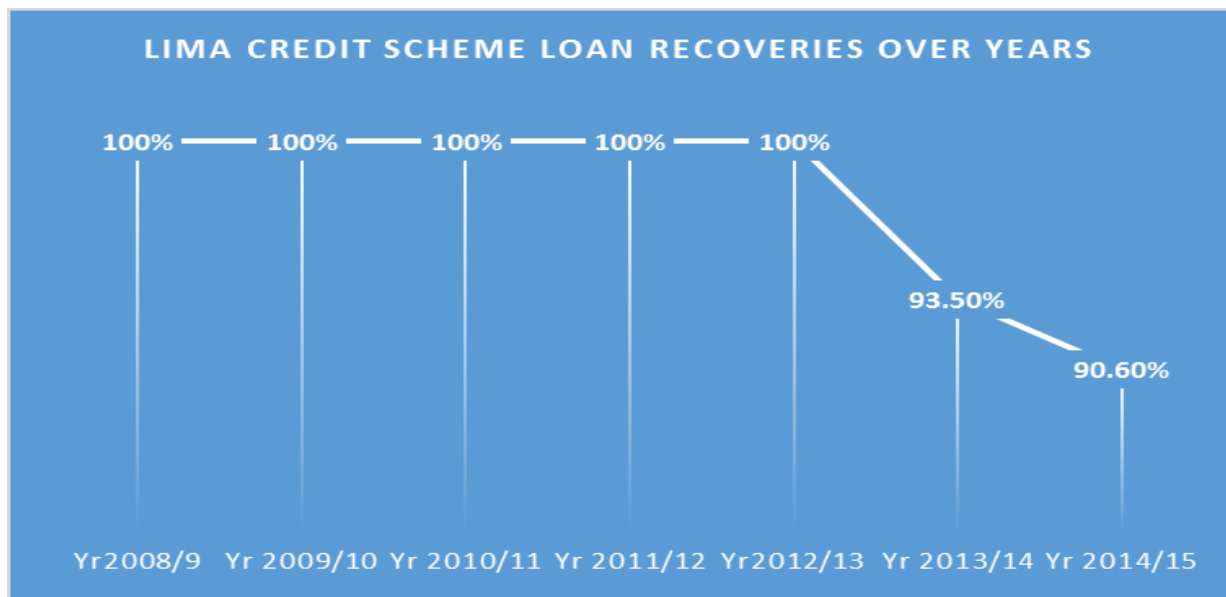 LIMA CREDIT SCHEME LOAN RECOVERIES OVER YEARS
100% 100% 100% 100% 100%
93.50%
90.60%
Yr2008/9 Yr 2009/10 Yr 2010/11 Yr 2011/12 Yr2012/13 Yr 2013/14 Yr 2014/15